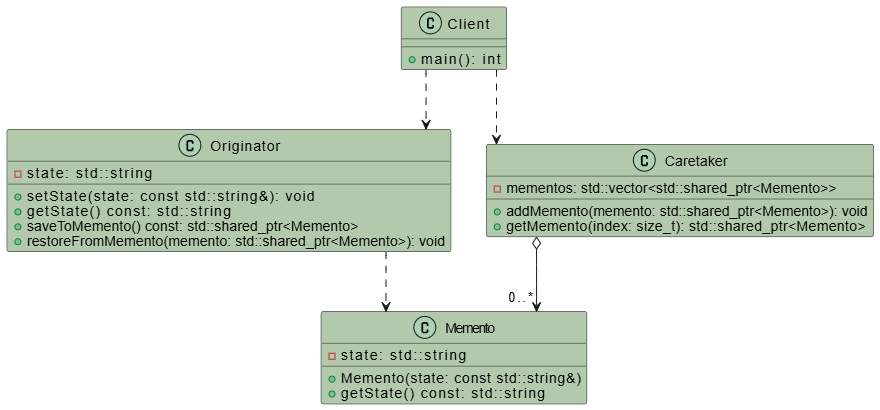 C Client
main(): int
C Originator
state: std::string
setState(state: const std::string&): void
getState() const: std::string
saveToMemento() const: std::shared_ptr<Memento>
restoreFromMemento(memento: std::shared_ptr<Memento>): void
C Caretaker
mementos: std::vector<std::shared_ptr<Memento>>
addMemento(memento: std::shared_ptr<Memento>): void
getMemento(index: size_t): std::shared_ptr<Memento>
0..*
C Memento
state: std::string
Memento(state: const std::string&)
getState() const: std::string